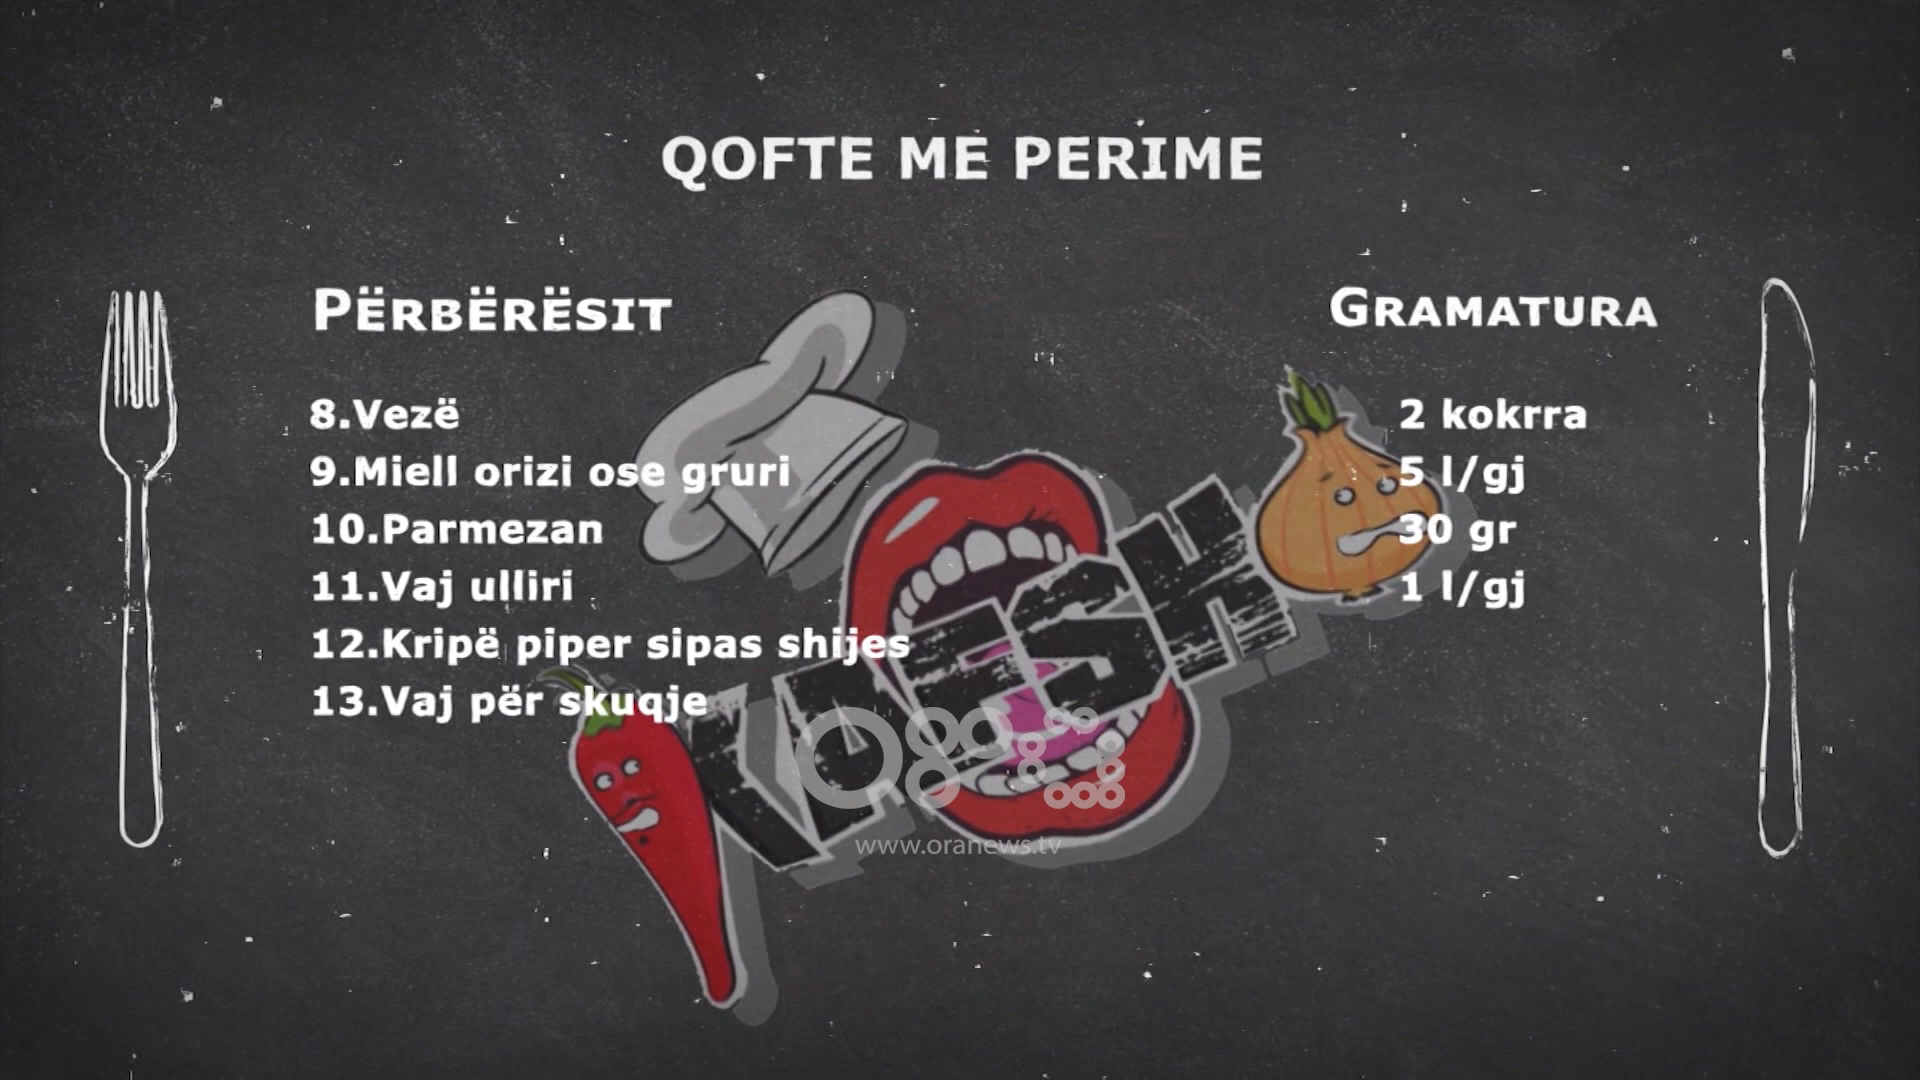 QOFTE ME PERIME
PËRBËRËSIT
GRAMATURA
8.Vezë
2 kokrra
9.Miell orizi ose gruri
5 l/gj
10.Parmezan
30 gr
11.Vaj ulliri
1 l/gj
12.Kripë piper sipas shijes
13.Vaj për skuqje
KAFSHO
www.oranews.tv